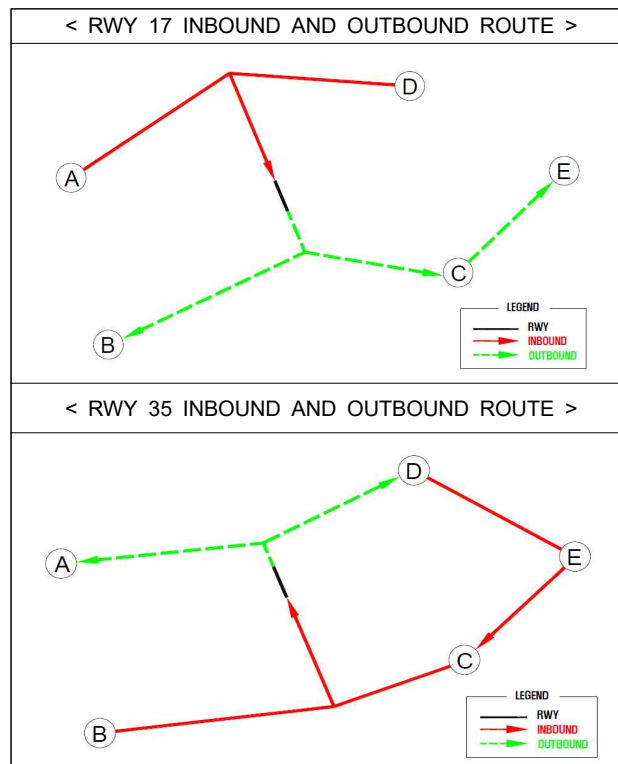 < RWY 17 INBOUND AND OUTBOUND ROUTE >
D
A
E
C
B
LEGEND
RWY
INBOUND
OUTBOUND
< RWY 35 INBOUND AND OUTBOUND ROUTE >
D
A
E
C
B
LEGEND
RWY
INBOUND
OUTBOUND